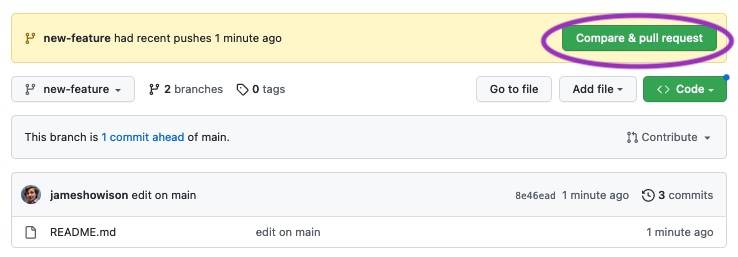 new-feature had recent pushes 1 minute ago Compare & pull request
new-feature 2 branches 0 tags Go to file Add file Code
This branch is 1 commit ahead of main. Contribute
jameshowison edit on main 8e46ead 1 minute ago 3 commits
README.md edit on main 1 minute ago